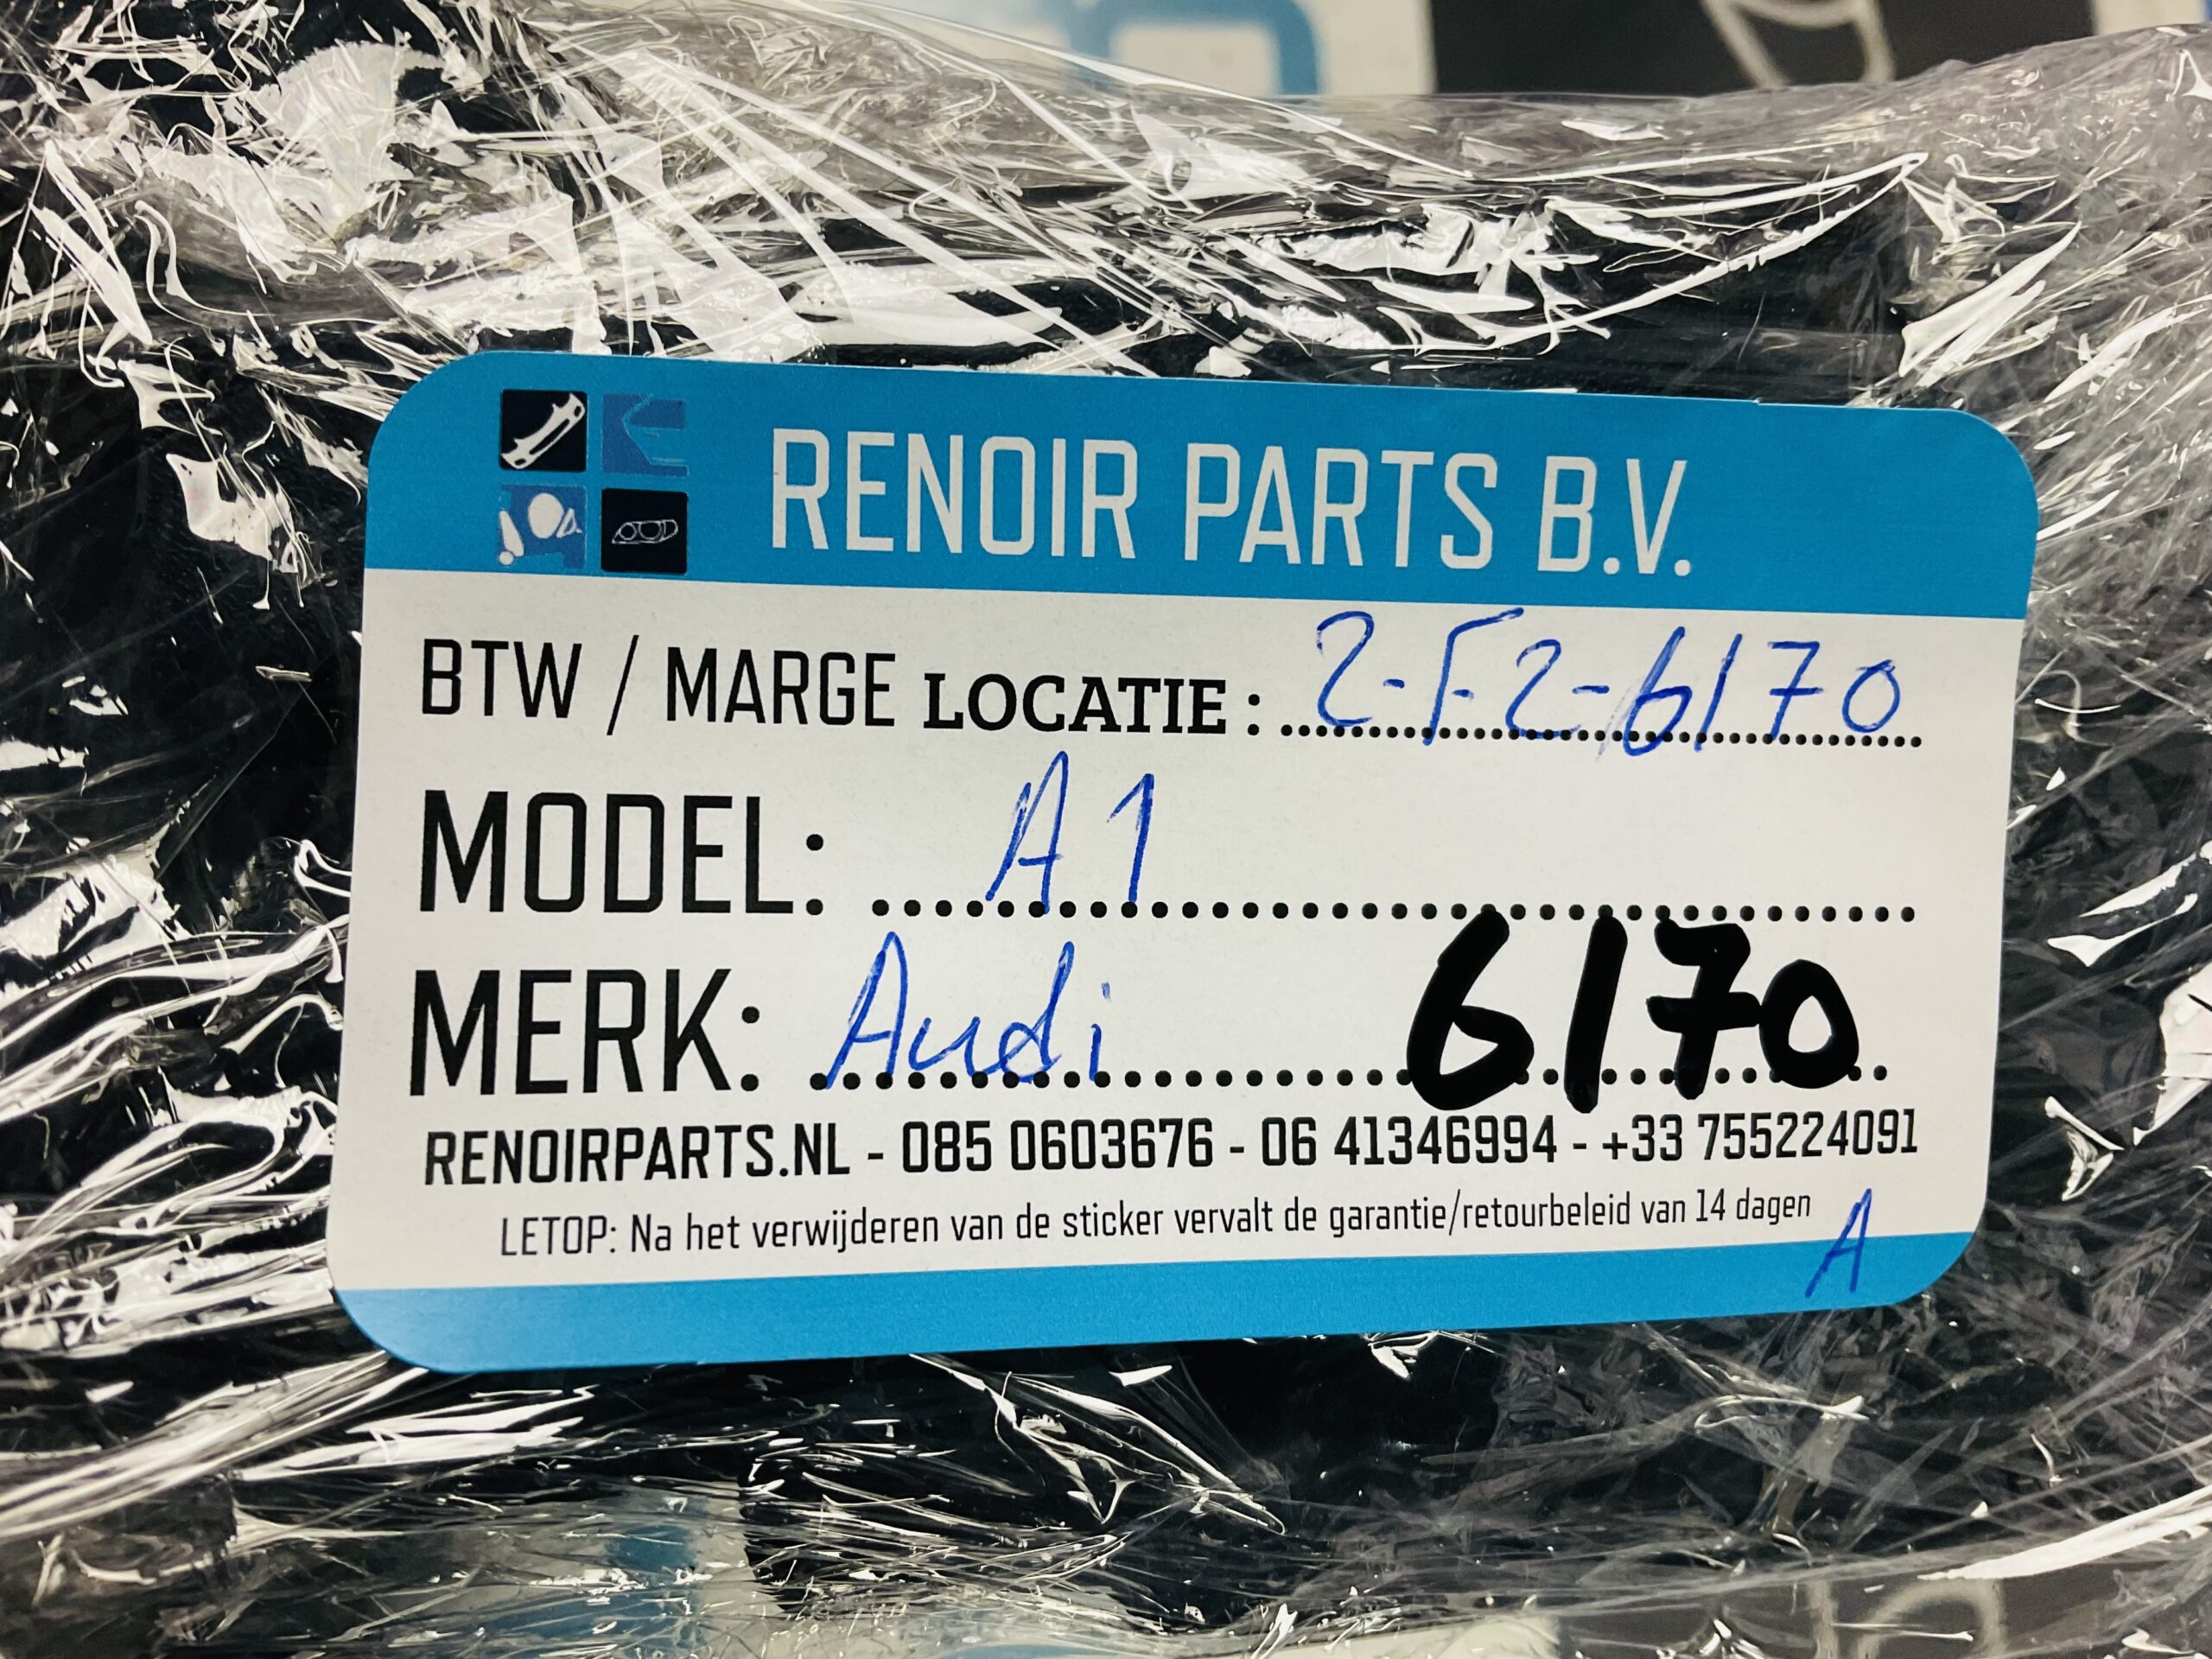 RENOIR PARTS B.V.
BTW / MARGE LOCATIE : 2-F2-6170
MODEL: A1
MERK: Audi 6170
RENOIRPARTS.NL - 085 0603676 - 06 41346994 - +33 755224091
LETOP: Na het verwijderen van de sticker vervalt de garantie/retourbeleid van 14 dagen
A